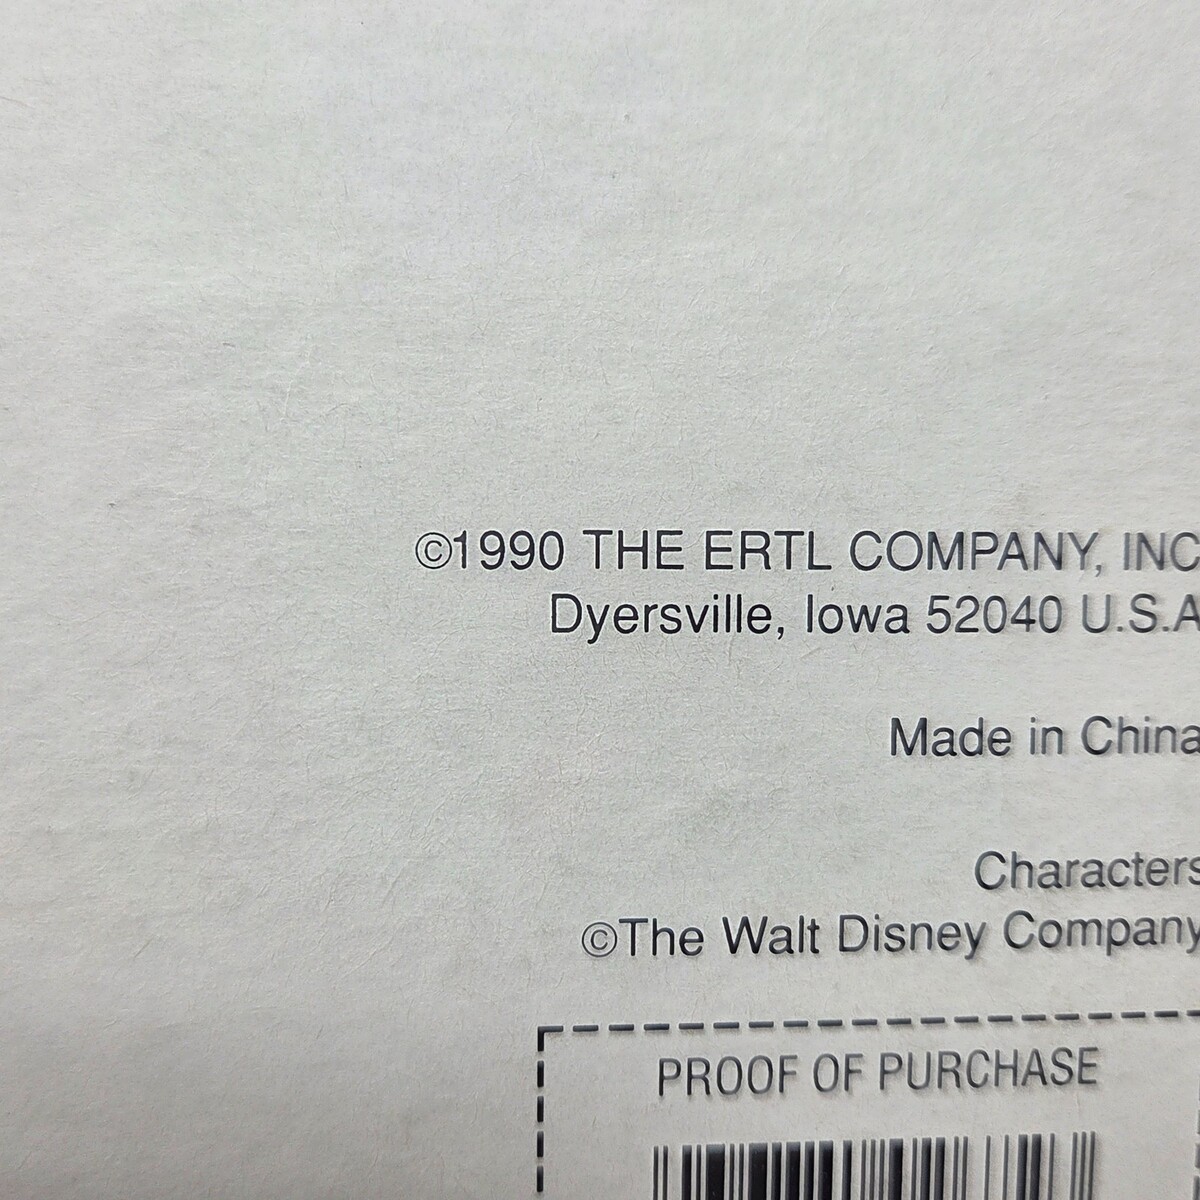 ©1990 THE ERTL COMPANY, INC
Dyersville, Iowa 52040 U.S.A
Made in China
Characters
©The Walt Disney Company
PROOF OF PURCHASE